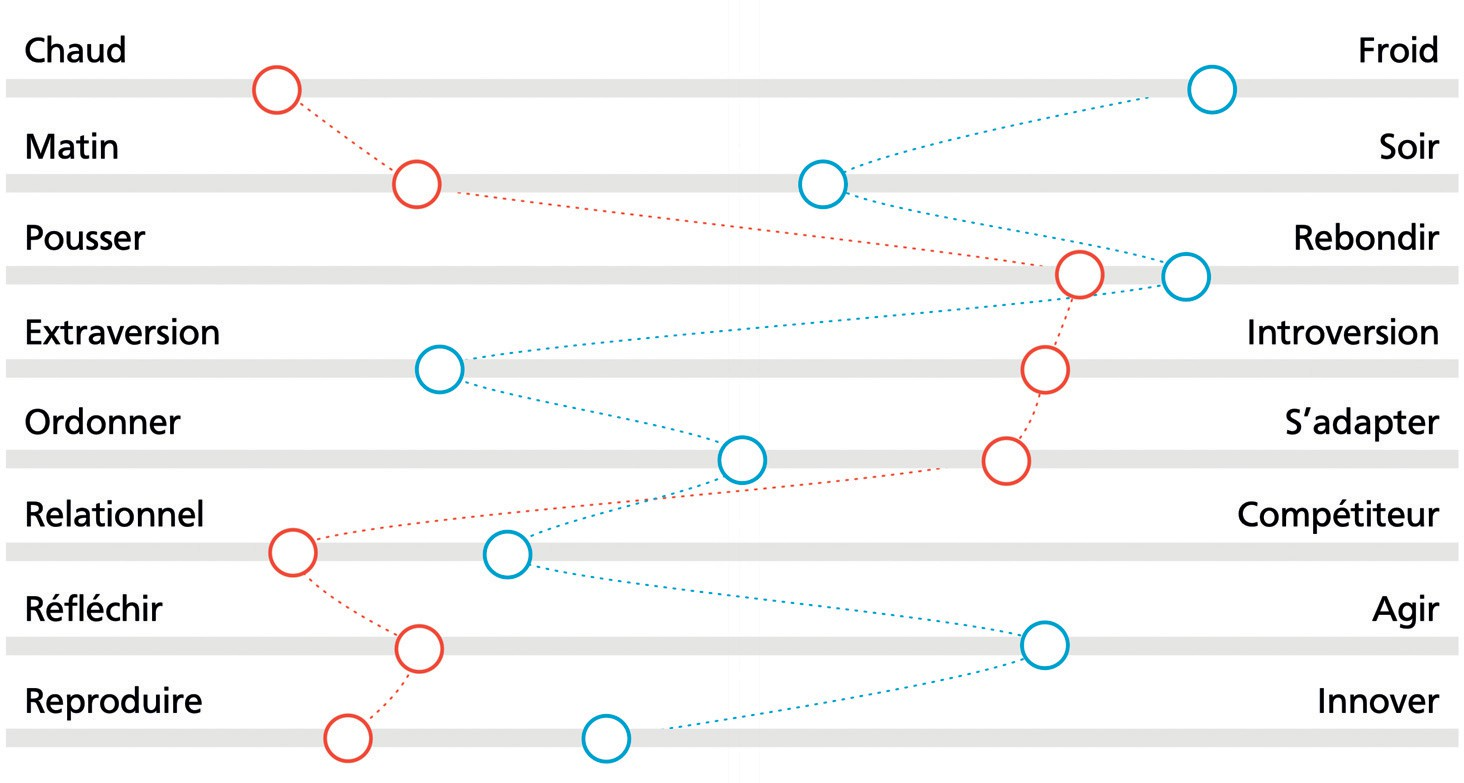 Chaud Froid
Matin Soir
Pousser Rebondir
Extraversion Introversion
Ordonner S’adapter
Relationnel Compétiteur
Réfléchir Agir
Reproduire Innover